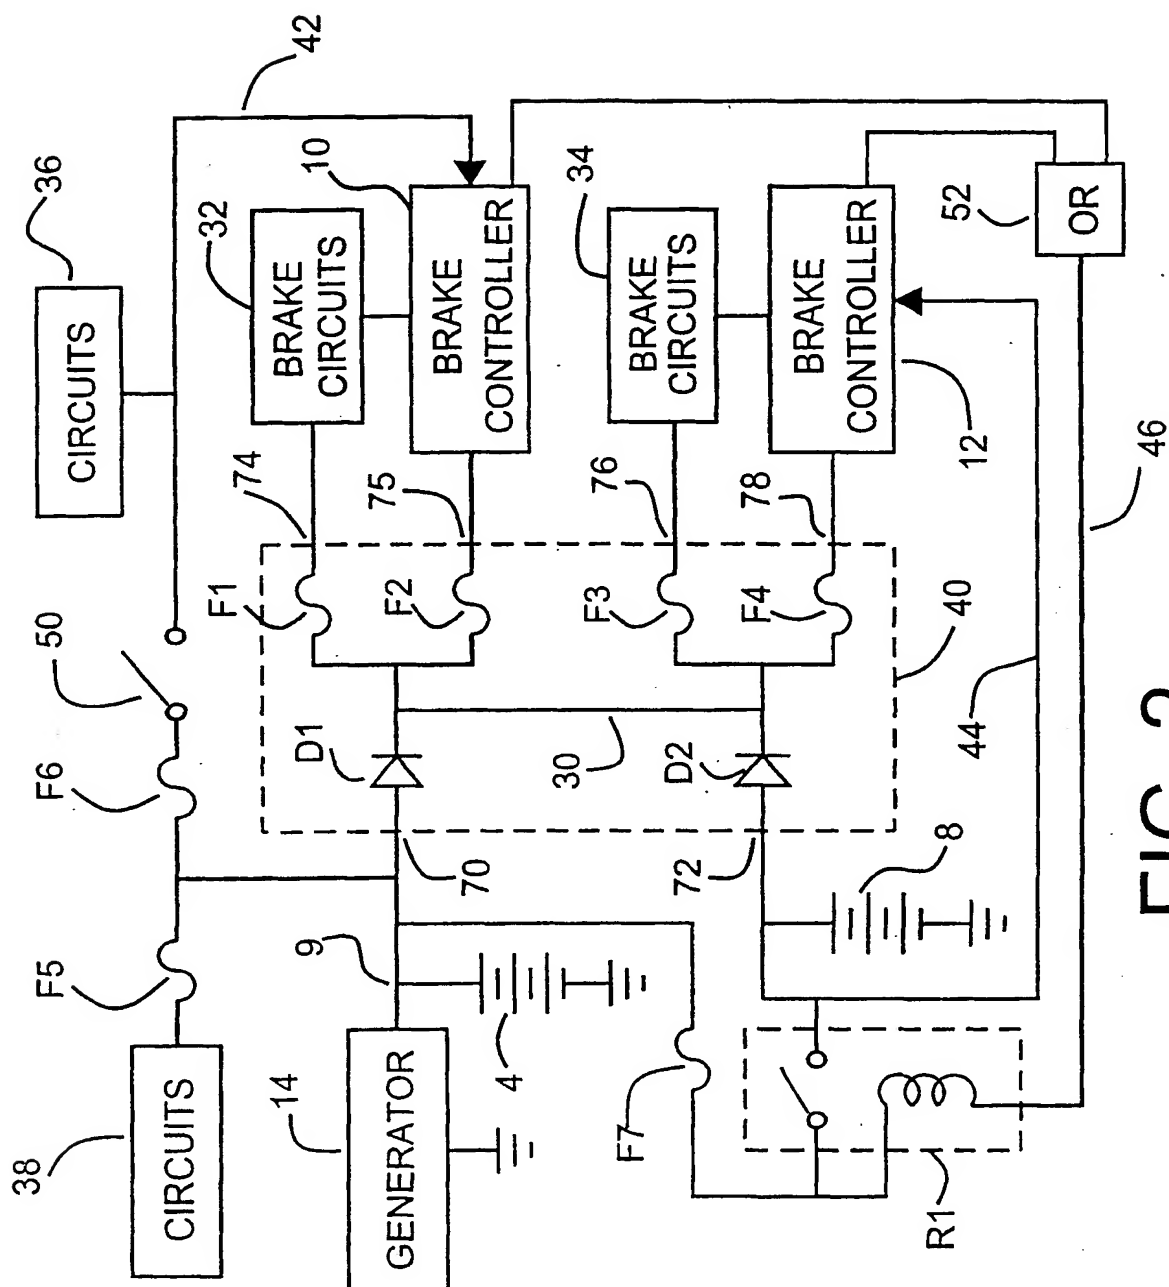 38
F5
F6
50
36
42
CIRCUITS
CIRCUITS
F1
74
32
BRAKE
CIRCUITS
14
9
D1
10
GENERATOR
F2
75
BRAKE
CONTROLLER
70
4
30
F3
76
34
BRAKE
CIRCUITS
F7
72
D2
F4
78
BRAKE
CONTROLLER
R1
8
40
12
44
52
OR
46
FIG.